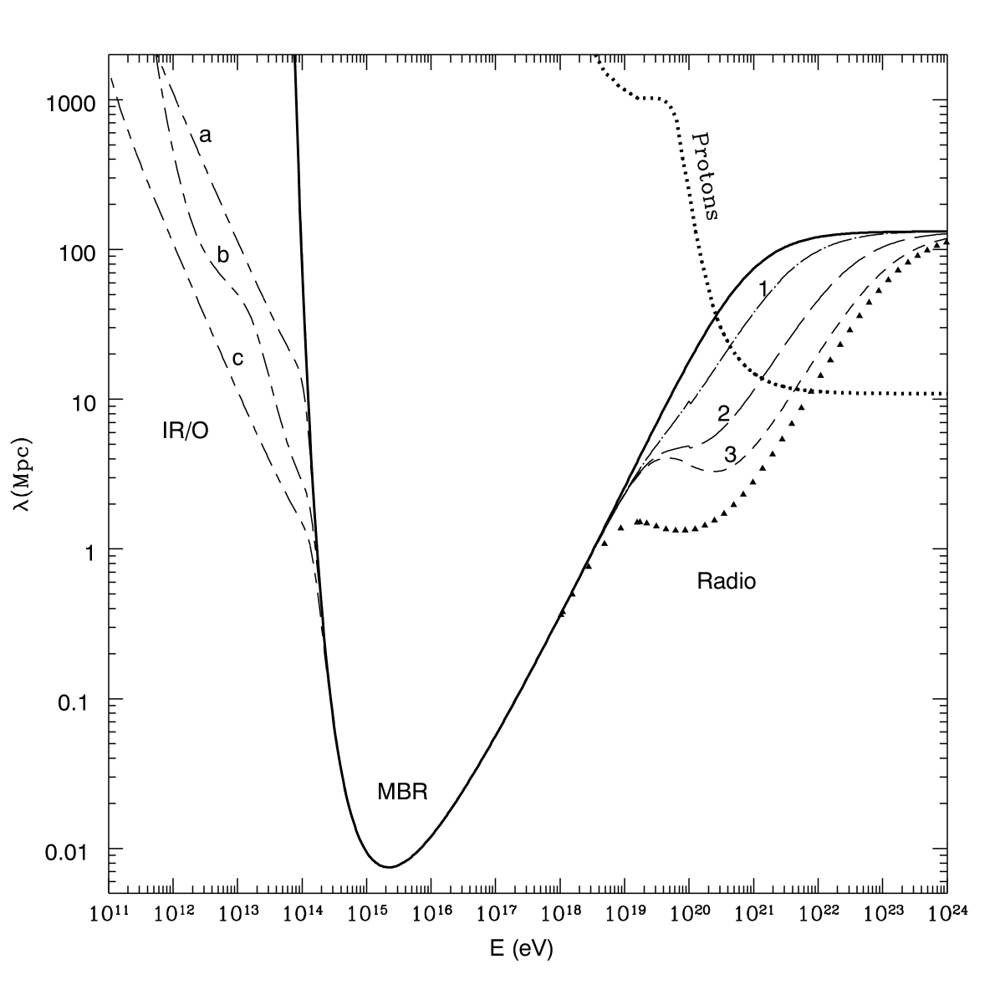 1000
100
10
1
0.1
0.01
λ(Mpc)
a
b
c
IR/O
MBR
Protons
1
2
3
Radio
10¹¹ 10¹² 10¹³ 10¹⁴ 10¹⁵ 10¹⁶ 10¹⁷ 10¹⁸ 10¹⁹ 10²⁰ 10²¹ 10²² 10²³ 10²⁴
E (eV)